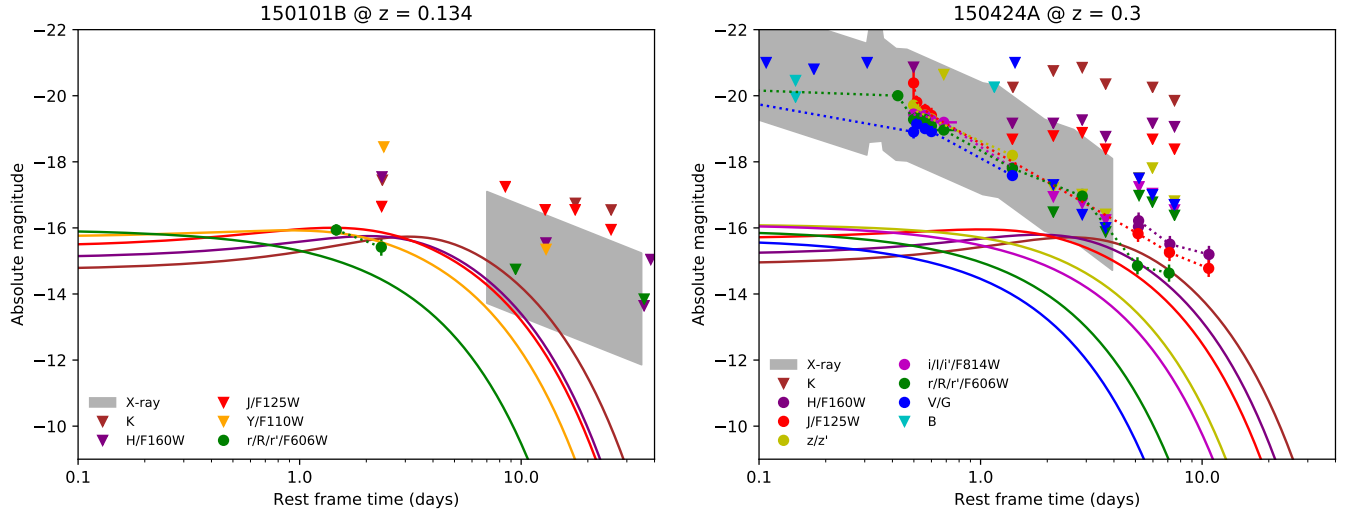 150101B @ z = 0.134
−22
−20
−18
−16
−14
−12
−10
Absolute magnitude
X-ray
K
H/F160W
J/F125W
Y/F110W
r/R/r'/F606W
0.1
1.0
10.0
Rest frame time (days)
150424A @ z = 0.3
−22
−20
−18
−16
−14
−12
−10
Absolute magnitude
X-ray
K
H/F160W
J/F125W
z/z'
i/I/i'/F814W
r/R/r'/F606W
V/G
B
0.1
1.0
10.0
Rest frame time (days)